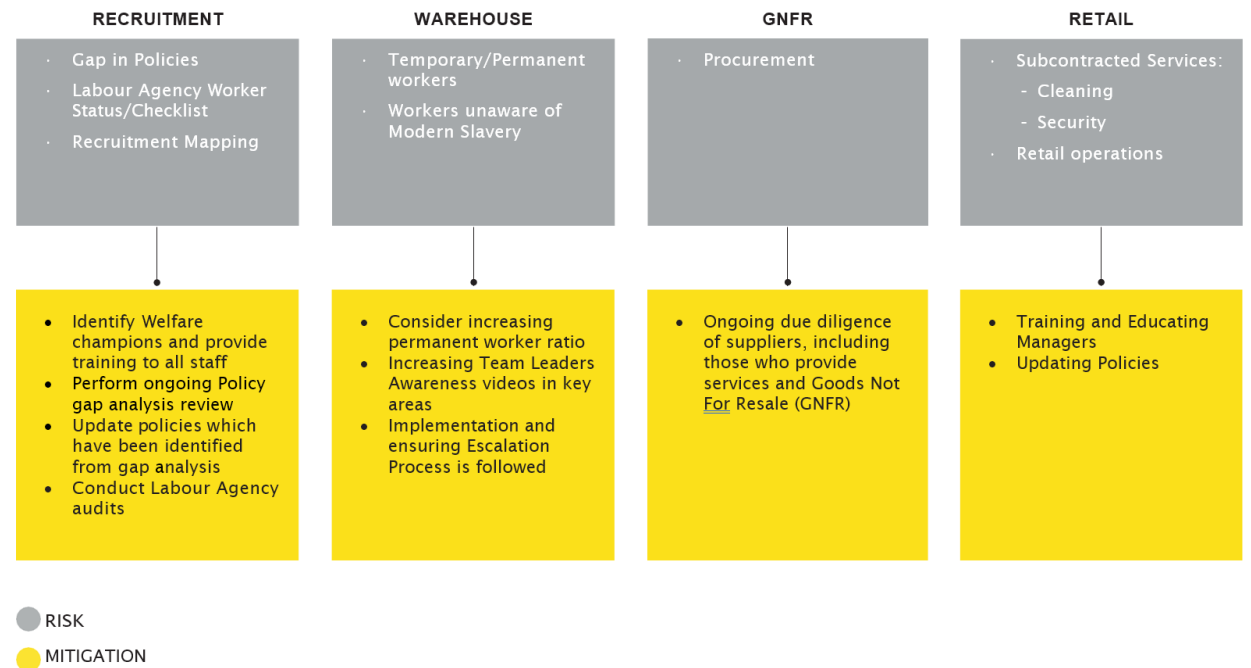 RECRUITMENT
· Gap in Policies
· Labour Agency Worker
Status/Checklist
· Recruitment Mapping
• Identify Welfare
champions and provide
training to all staff
• Perform ongoing Policy
gap analysis review
• Update policies which
have been identified
from gap analysis
• Conduct Labour Agency
audits
WAREHOUSE
· Temporary/Permanent
workers
· Workers unaware of
Modern Slavery
• Consider increasing
permanent worker ratio
• Increasing Team Leaders
Awareness videos in key
areas
• Implementation and
ensuring Escalation
Process is followed
GNFR
· Procurement
• Ongoing due diligence
of suppliers, including
those who provide
services and Goods Not
For Resale (GNFR)
RETAIL
· Subcontracted Services:
- Cleaning
- Security
· Retail operations
• Training and Educating
Managers
• Updating Policies
RISK
MITIGATION